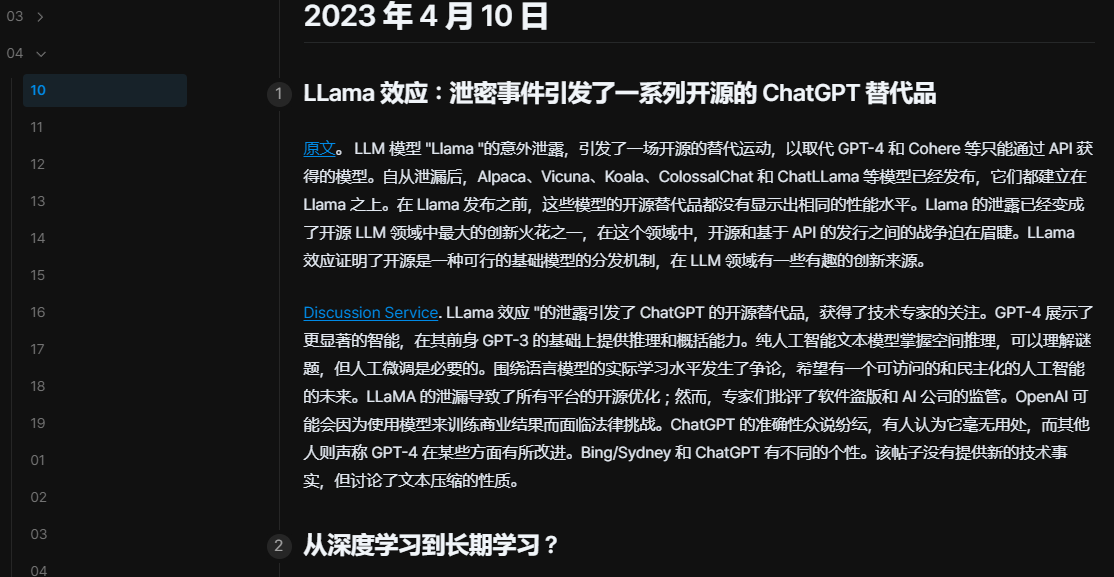 03
04
10
11
12
13
14
15
16
17
18
19
01
02
03
04
2023 年 4 月 10 日
1
LLama 效应：泄密事件引发了一系列开源的 ChatGPT 替代品
原文。 LLM 模型 "Llama "的意外泄露，引发了一场开源的替代运动，以取代 GPT-4 和 Cohere 等只能通过 API 获
得的模型。自从泄漏后，Alpaca、Vicuna、Koala、ColossalChat 和 ChatLLama 等模型已经发布，它们都建立在
Llama 之上。在 Llama 发布之前，这些模型的开源替代品都没有显示出相同的性能水平。Llama 的泄露已经变成
了开源 LLM 领域中最大的创新火花之一，在这个领域中，开源和基于 API 的发行之间的战争迫在眉睫。LLama
效应证明了开源是一种可行的基础模型的分发机制，在 LLM 领域有一些有趣的创新来源。
Discussion Service. LLama 效应 "的泄露引发了 ChatGPT 的开源替代品，获得了技术专家的关注。GPT-4 展示了
更显著的智能，在其前身 GPT-3 的基础上提供推理和概括能力。纯人工智能文本模型掌握空间推理，可以理解谜
题，但人工微调是必要的。围绕语言模型的实际学习水平发生了争论，希望有一个可访问的和民主化的人工智能
的未来。LLaMA 的泄漏导致了所有平台的开源优化；然而，专家们批评了软件盗版和 AI 公司的监管。OpenAI 可
能会因为使用模型来训练商业结果而面临法律挑战。ChatGPT 的准确性众说纷纭，有人认为它毫无用处，而其他
人则声称 GPT-4 在某些方面有所改进。Bing/Sydney 和 ChatGPT 有不同的个性。该帖子没有提供新的技术事
实，但讨论了文本压缩的性质。
2
从深度学习到长期学习？